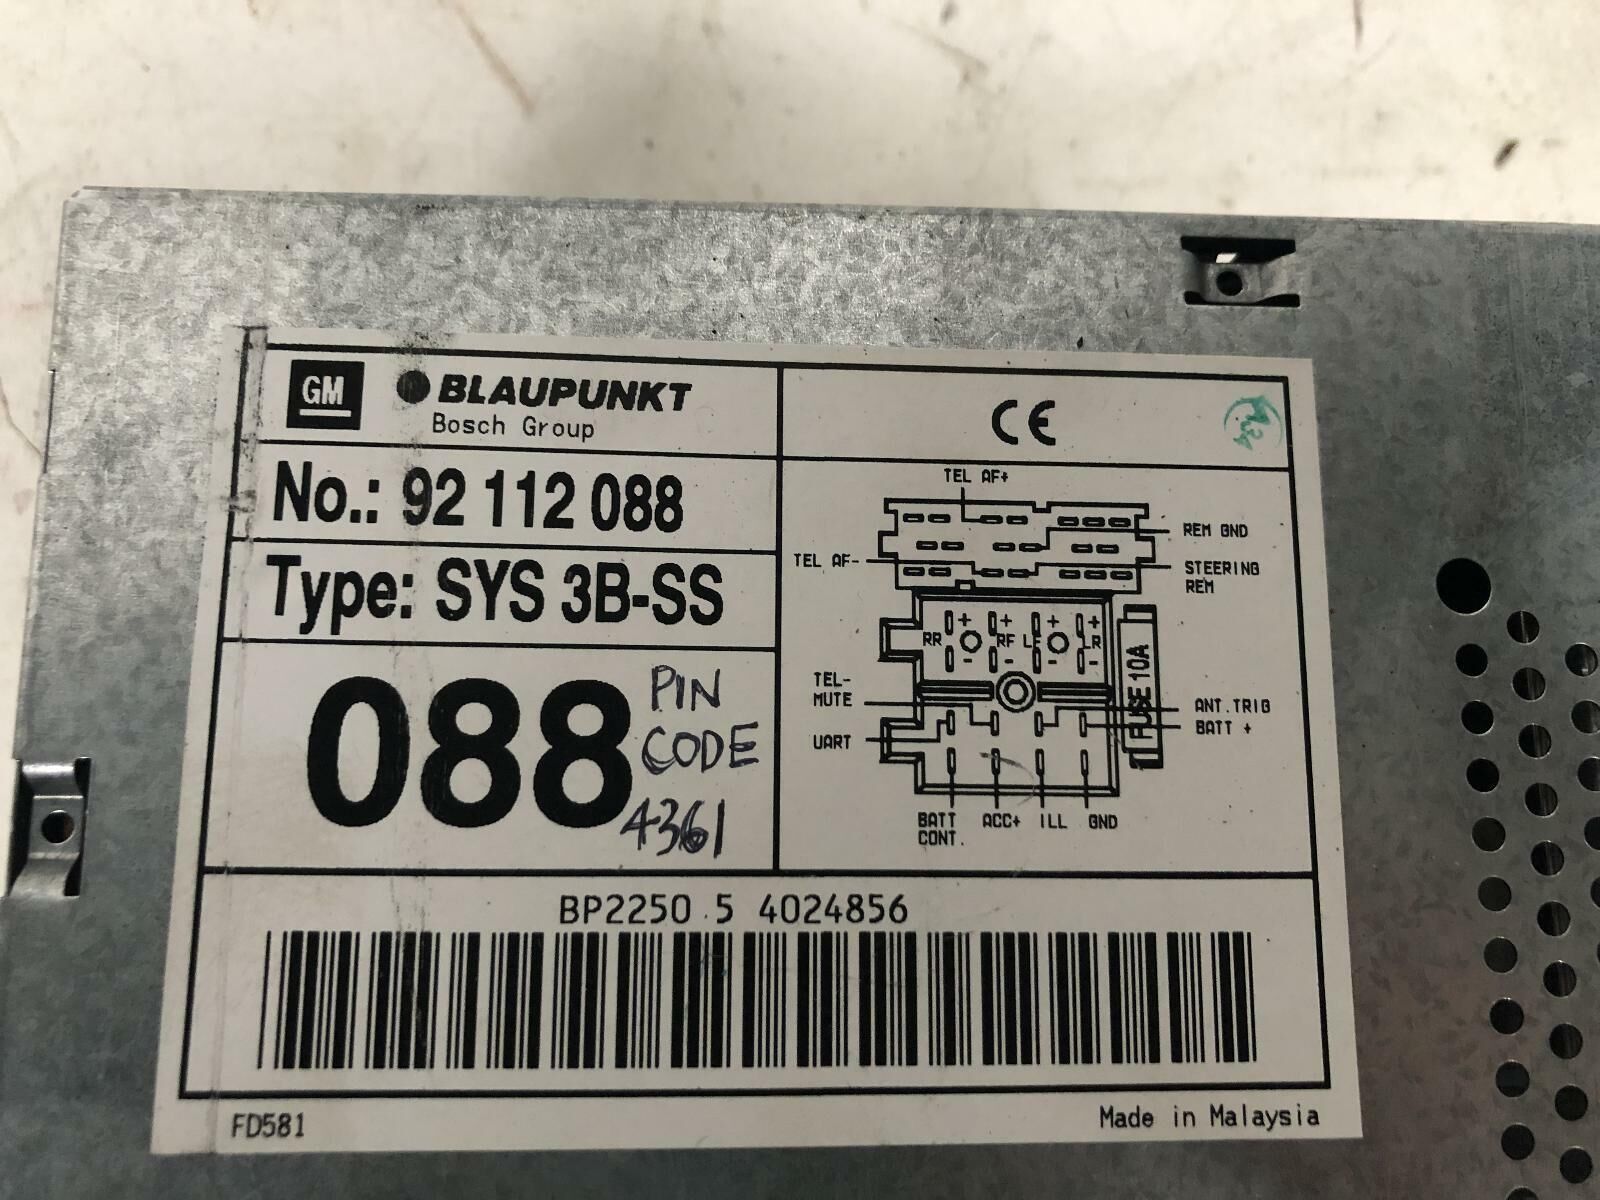 GM
BLAUPUNKT
Bosch Group
CE
No.: 92 112 088
Type: SYS 3B-SS
088
PIN
CODE
4361
TEL AF+
REM GND
TEL AF-
STEERING
REM
RR + + RF LF + + LR
- - - -
FUSE 10A
TEL-
MUTE
ANT.TRIG
BATT +
UART
BATT
CONT.
ACC+
ILL
GND
BP2250 5 4024856
FD581
Made in Malaysia